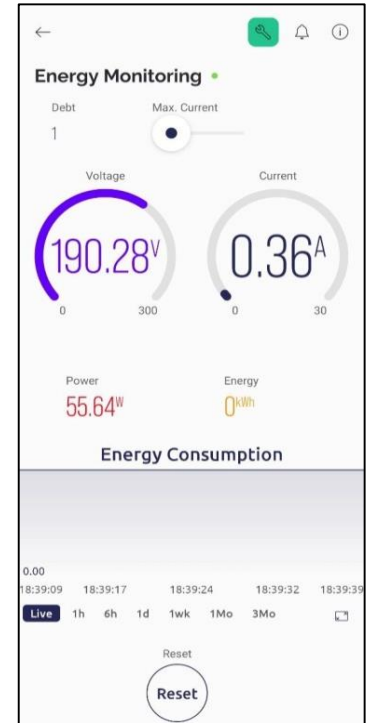 Energy Monitoring
Debt Max. Current
1
Voltage Current
190.28V 0.36A
0 300 0 30
Power Energy
55.64W 0kWh
Energy Consumption
0.00
18:39:09 18:39:17 18:39:24 18:39:32 18:39:39
Live 1h 6h 1d 1wk 1Mo 3Mo
Reset
Reset